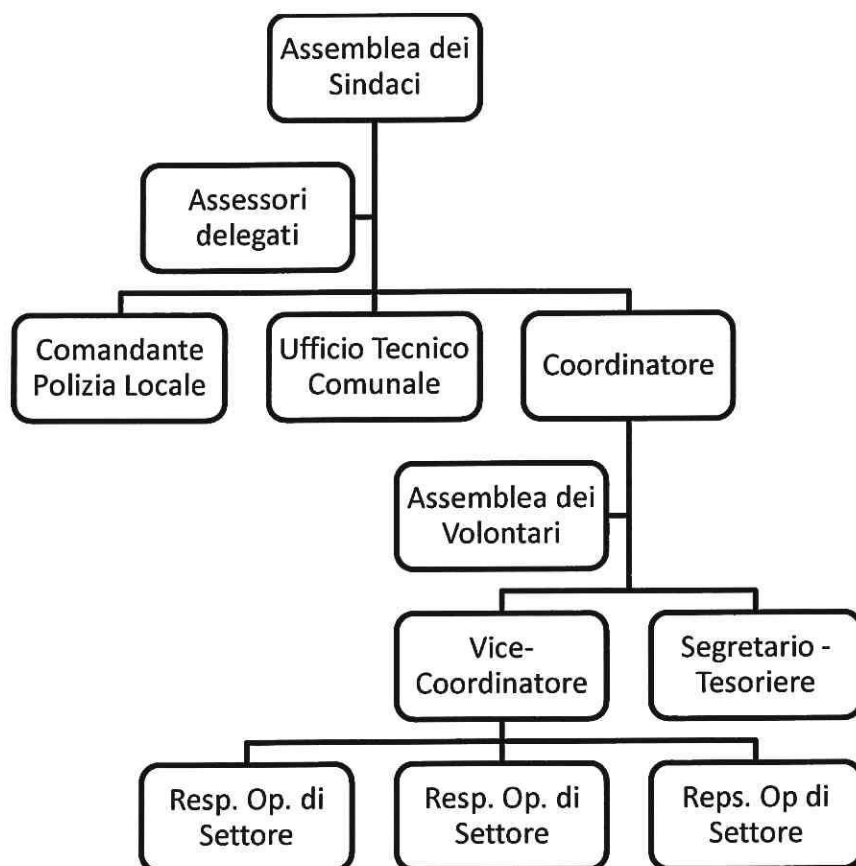 Assemblea dei
Sindaci
Assessori
delegati
Comandante
Polizia Locale
Ufficio Tecnico
Comunale
Coordinatore
Assemblea dei
Volontari
Vice-
Coordinatore
Segretario -
Tesoriere
Resp. Op. di
Settore
Resp. Op. di
Settore
Reps. Op di
Settore